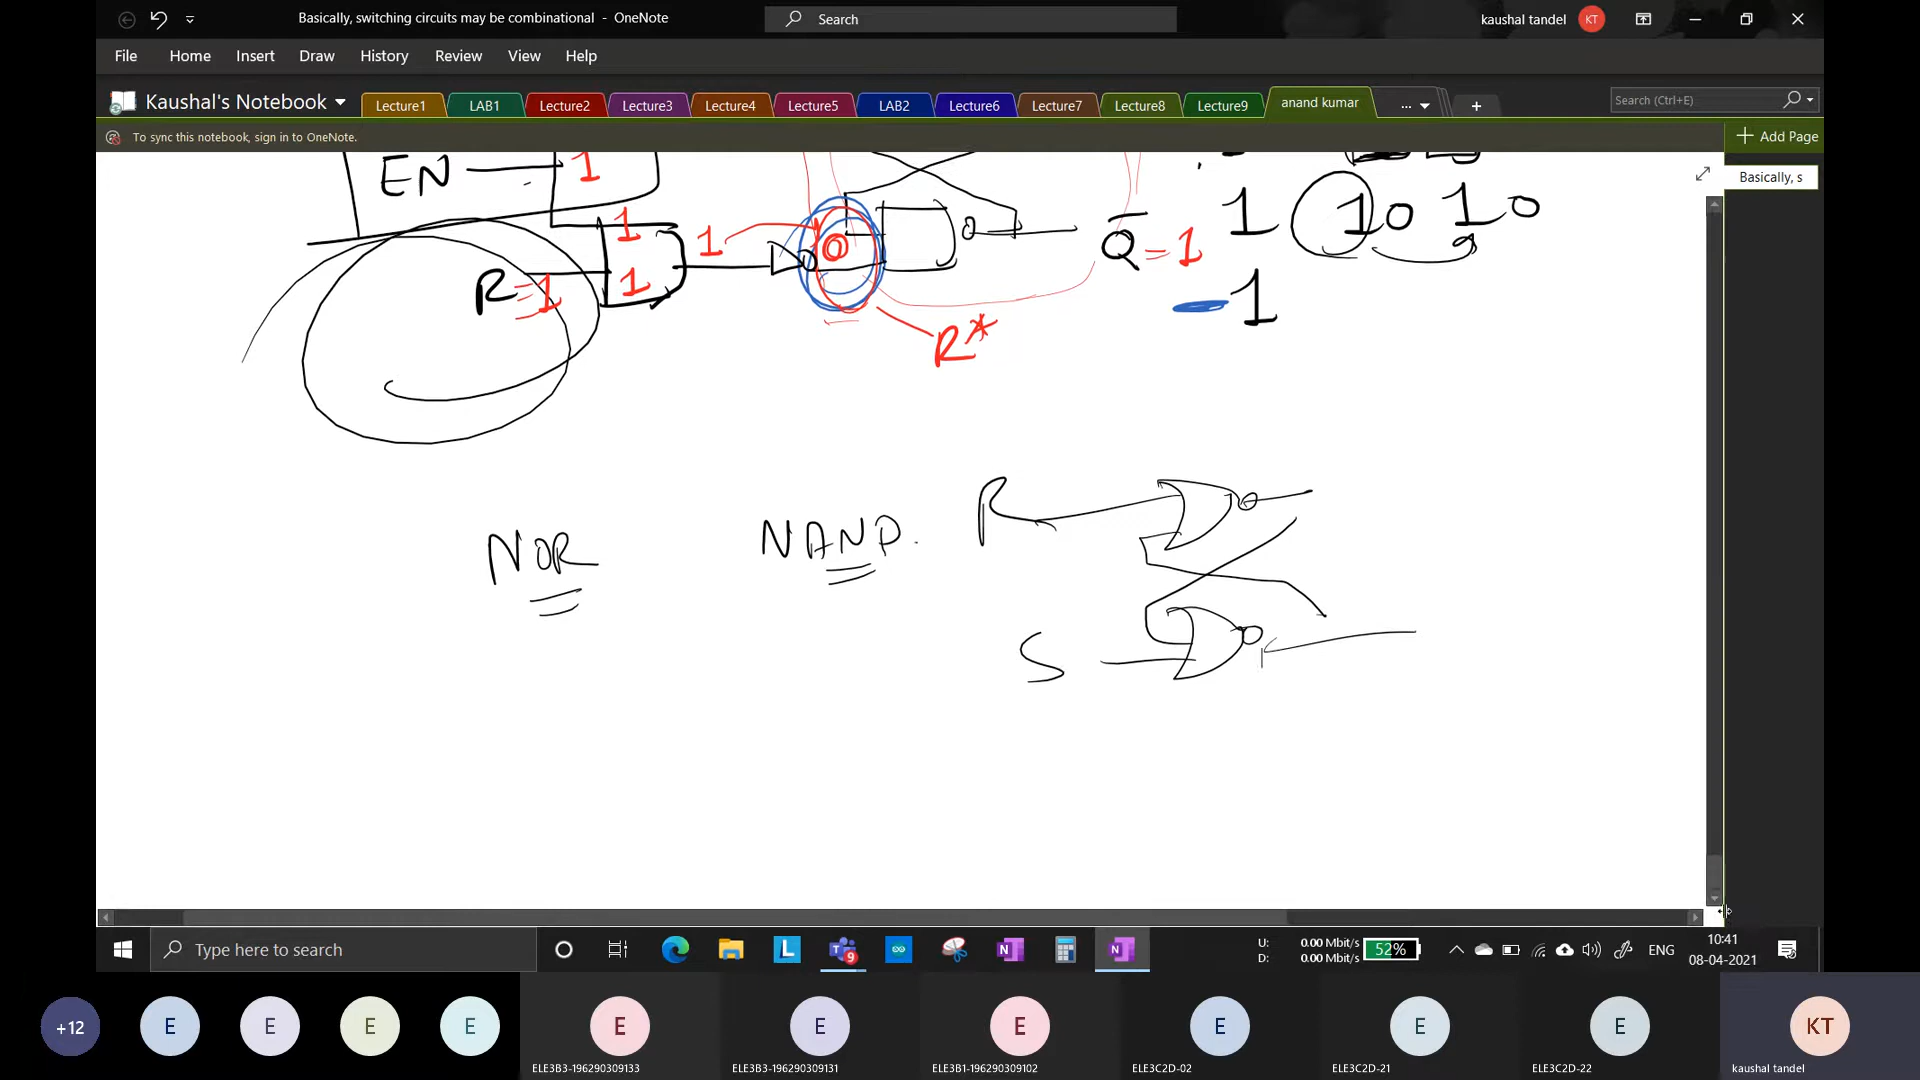 Basically, switching circuits may be combinational - OneNote
Search
kaushal tandel
KT
File Home Insert Draw History Review View Help
Kaushal's Notebook
Lecture1 LAB1 Lecture2 Lecture3 Lecture4 Lecture5 LAB2 Lecture6 Lecture7 Lecture8 Lecture9 anand kumar ... +
Search (Ctrl+E)
To sync this notebook, sign in to OneNote.
Add Page
Basically, s
EN 1
1 1 0 1 0
1
1 0
Q = 1
R = 1 1
1
R*
R
NOR NAND.
S
Type here to search
U: 0.00 Mbit/s
D: 0.00 Mbit/s
52%
ENG
10:41
08-04-2021
9
+12 E E E E E E E E E E KT
ELE3B3-196290309133 ELE3B3-196290309131 ELE3B1-196290309102 ELE3C2D-02 ELE3C2D-21 ELE3C2D-22 kaushal tandel